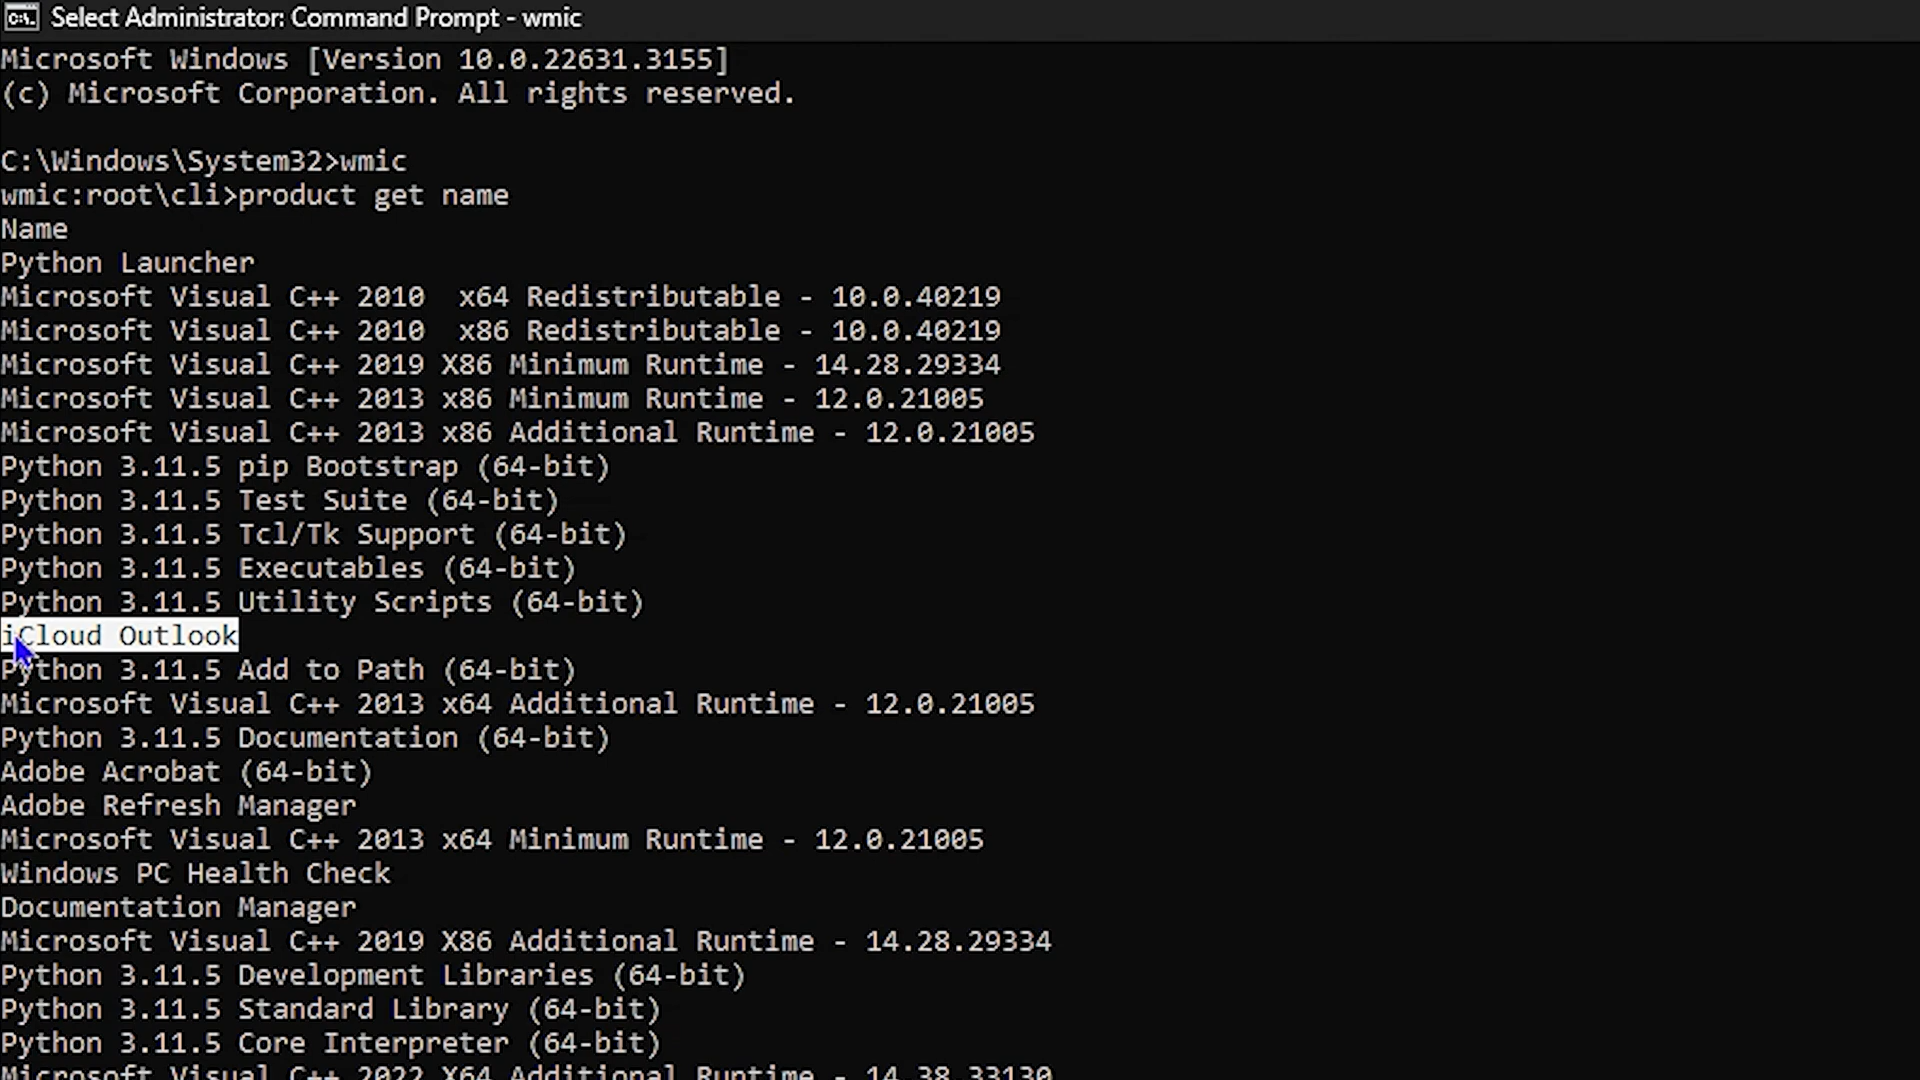 Select Administrator: Command Prompt - wmic
Microsoft Windows [Version 10.0.22631.3155]
(c) Microsoft Corporation. All rights reserved.
C:\Windows\System32>wmic
wmic:root\cli>product get name
Name
Python Launcher
Microsoft Visual C++ 2010  x64 Redistributable - 10.0.40219
Microsoft Visual C++ 2010  x86 Redistributable - 10.0.40219
Microsoft Visual C++ 2019 X86 Minimum Runtime - 14.28.29334
Microsoft Visual C++ 2013 x86 Minimum Runtime - 12.0.21005
Microsoft Visual C++ 2013 x86 Additional Runtime - 12.0.21005
Python 3.11.5 pip Bootstrap (64-bit)
Python 3.11.5 Test Suite (64-bit)
Python 3.11.5 Tcl/Tk Support (64-bit)
Python 3.11.5 Executables (64-bit)
Python 3.11.5 Utility Scripts (64-bit)
iCloud Outlook
Python 3.11.5 Add to Path (64-bit)
Microsoft Visual C++ 2013 x64 Additional Runtime - 12.0.21005
Python 3.11.5 Documentation (64-bit)
Adobe Acrobat (64-bit)
Adobe Refresh Manager
Microsoft Visual C++ 2013 x64 Minimum Runtime - 12.0.21005
Windows PC Health Check
Documentation Manager
Microsoft Visual C++ 2019 X86 Additional Runtime - 14.28.29334
Python 3.11.5 Development Libraries (64-bit)
Python 3.11.5 Standard Library (64-bit)
Python 3.11.5 Core Interpreter (64-bit)
Microsoft Visual C++ 2022 X64 Additional Runtime - 14.38.33130